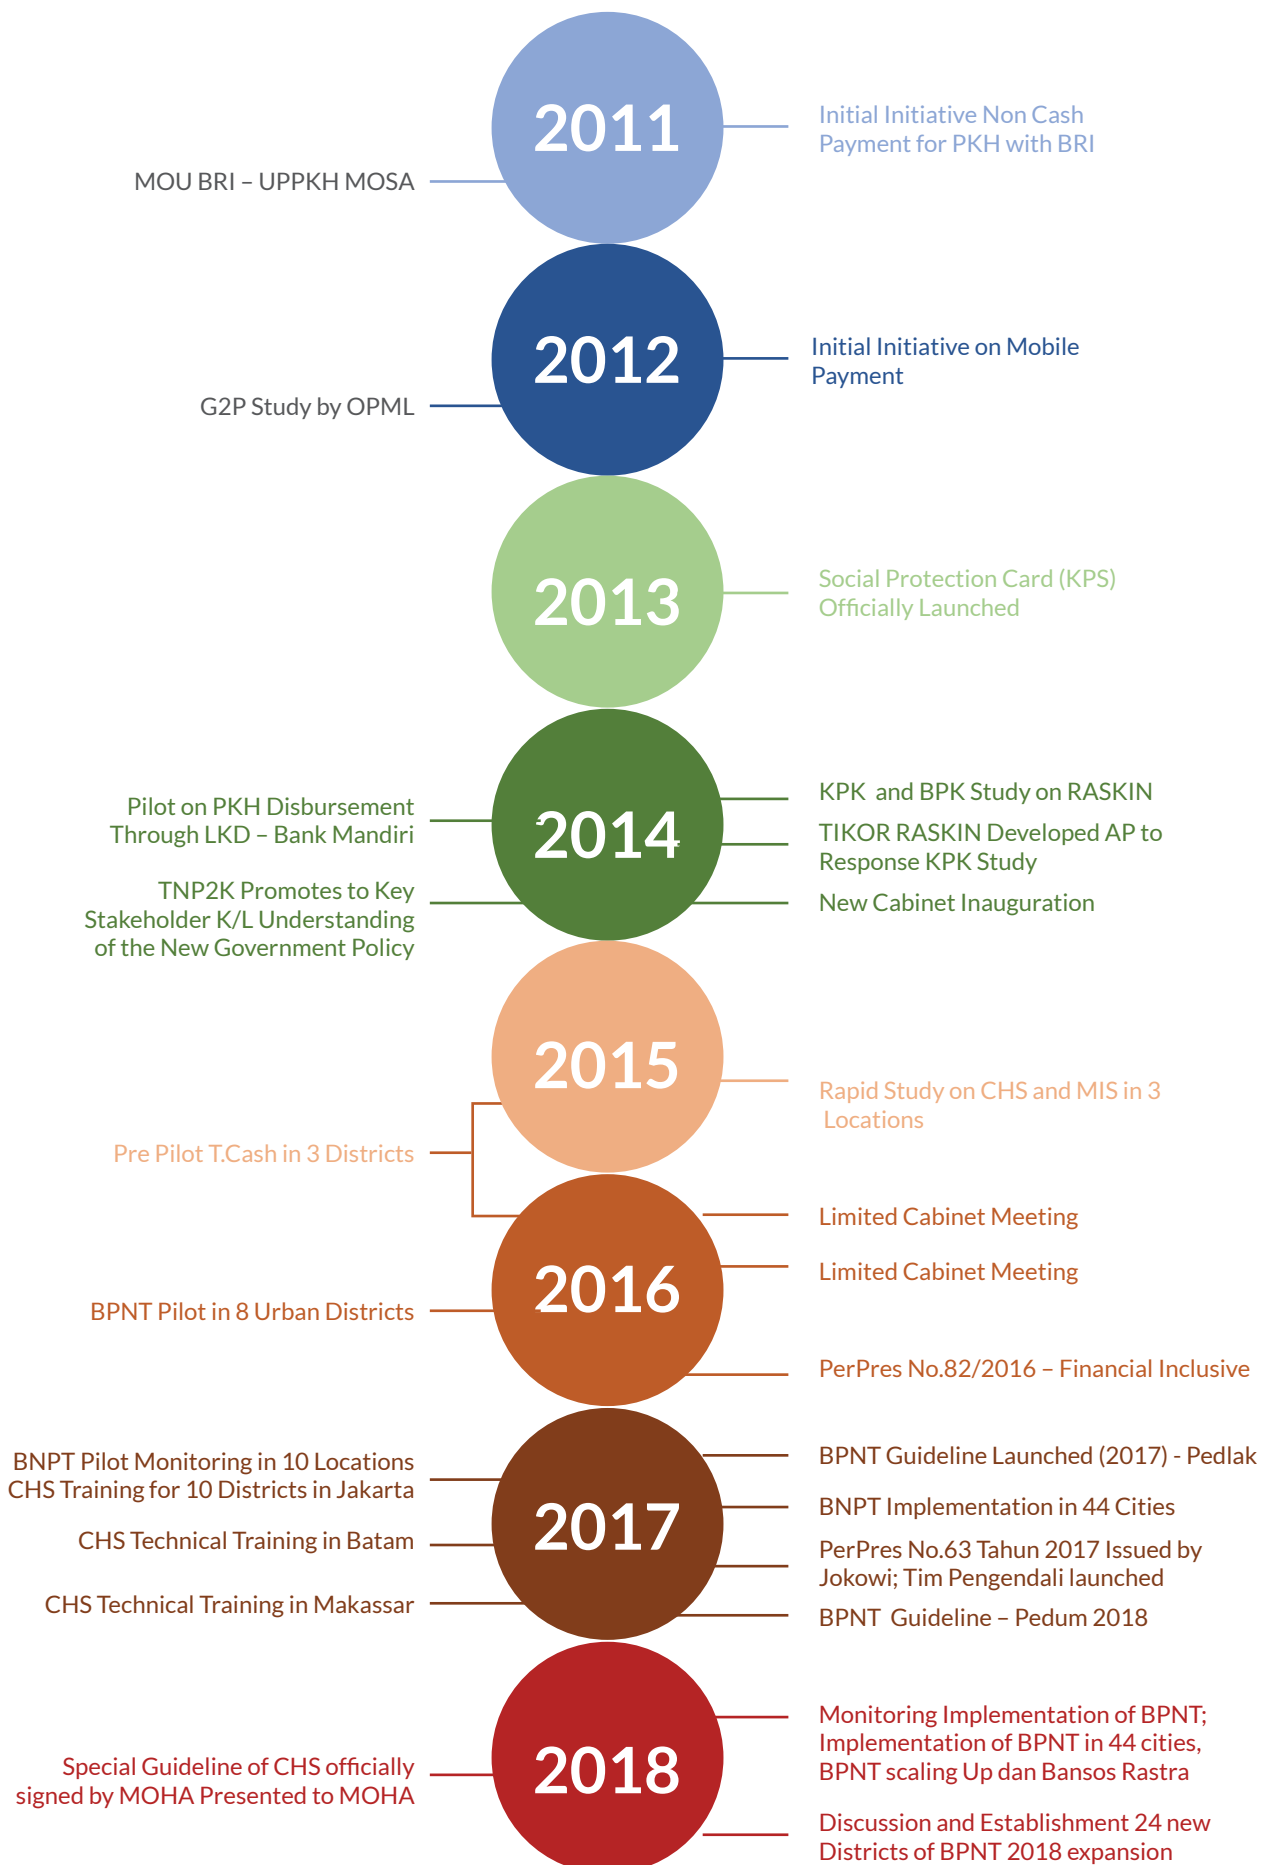 2011
Initial Initiative Non Cash
Payment for PKH with BRI
MOU BRI – UPPKH MOSA
2012
Initial Initiative on Mobile
Payment
G2P Study by OPML
2013
Social Protection Card (KPS)
Officially Launched
2014
Pilot on PKH Disbursement
Through LKD – Bank Mandiri
TNP2K Promotes to Key
Stakeholder K/L Understanding
of the New Government Policy
KPK and BPK Study on RASKIN
TIKOR RASKIN Developed AP to
Response KPK Study
New Cabinet Inauguration
2015
Rapid Study on CHS and MIS in 3
Locations
Pre Pilot T.Cash in 3 Districts
2016
Limited Cabinet Meeting
Limited Cabinet Meeting
BPNT Pilot in 8 Urban Districts
PerPres No.82/2016 – Financial Inclusive
2017
BNPT Pilot Monitoring in 10 Locations
CHS Training for 10 Districts in Jakarta
CHS Technical Training in Batam
CHS Technical Training in Makassar
BPNT Guideline Launched (2017) - Pedlak
BNPT Implementation in 44 Cities
PerPres No.63 Tahun 2017 Issued by
Jokowi; Tim Pengendali launched
BPNT Guideline – Pedum 2018
2018
Special Guideline of CHS officially
signed by MOHA Presented to MOHA
Monitoring Implementation of BPNT;
Implementation of BPNT in 44 cities,
BPNT scaling Up dan Bansos Rastra
Discussion and Establishment 24 new
Districts of BPNT 2018 expansion